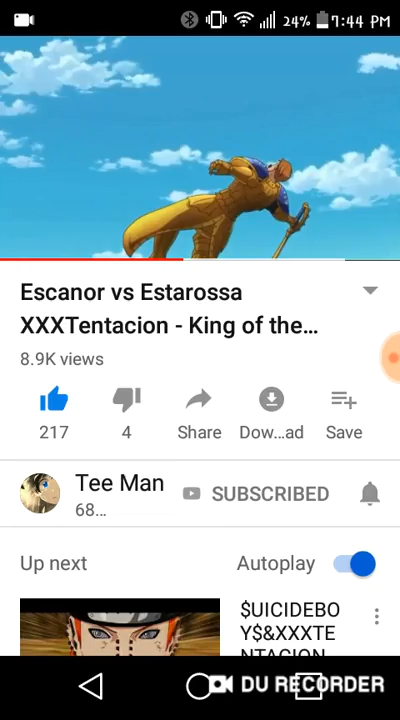 24% 7:44 PM
Escanor vs Estarossa
XXXTentacion - King of the...
8.9K views
217 4 Share Dow...ad Save
Tee Man SUBSCRIBED
68...
Up next Autoplay
$UICIDEBO
Y$&XXXTE
NTACION
DU RECORDER